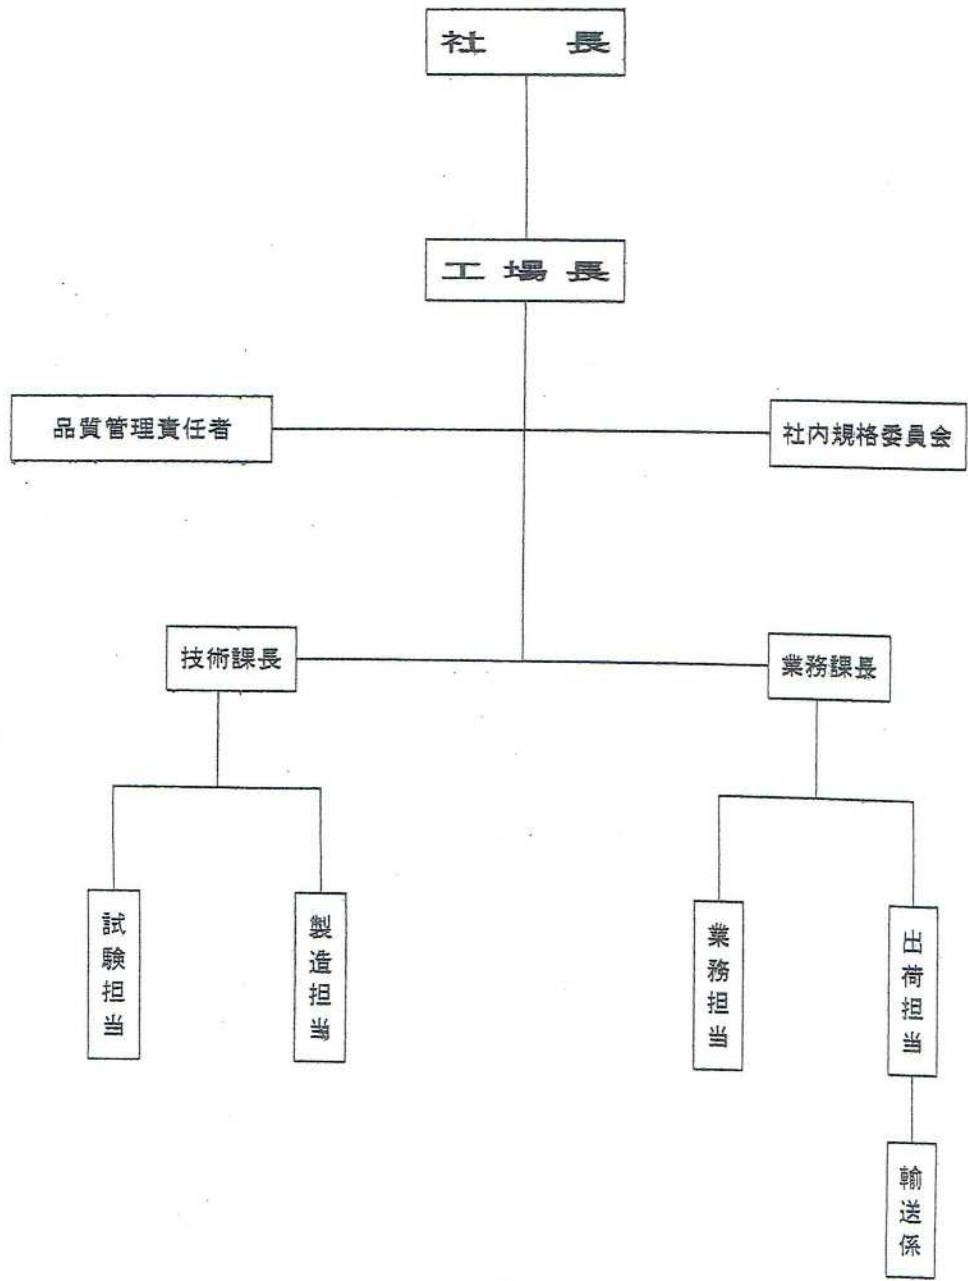 社長
工場長
品質管理責任者
社内規格委員会
技術課長
業務課長
試験担当
製造担当
業務担当
出荷担当
輸送係